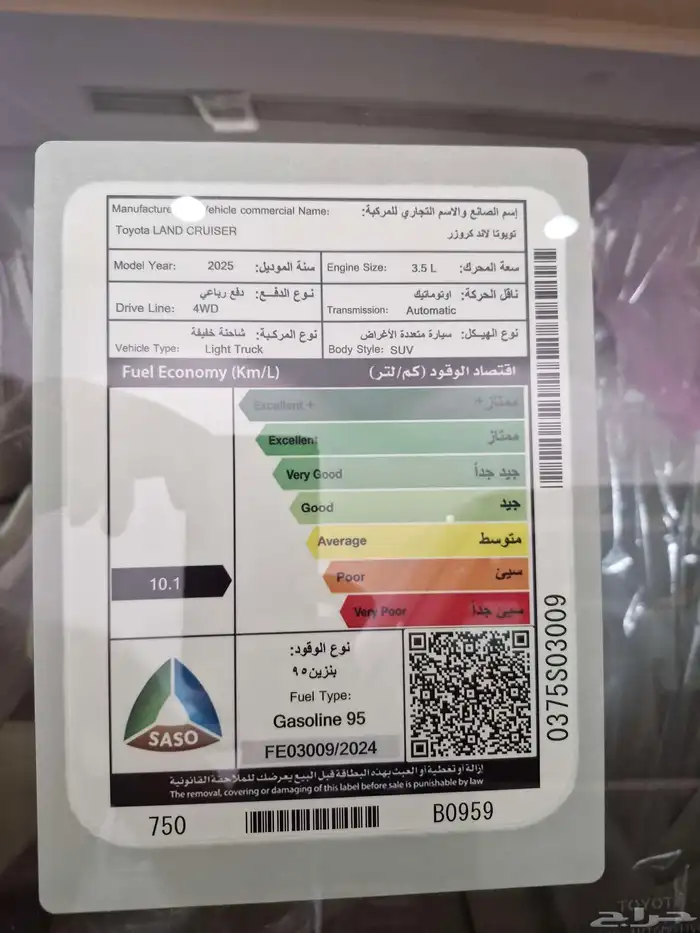 Manufacture Vehicle commercial Name: إسم الصانع والاسم التجاري للمركبة:
Toyota LAND CRUISER تويوتا لاند كروزر
Model Year: 2025 سنة الموديل: Engine Size: 3.5 L سعة المحرك:
نوع الدفـع: دفع رباعي ناقل الحركة: اوتوماتيك
Drive Line: 4WD Transmission: Automatic
نوع المركبة: شاحنة خفيفة نوع الهيـكل: سيارة متعددة الأغراض
Vehicle Type: Light Truck Body Style: SUV
Fuel Economy (Km/L) اقتصاد الوقود (كم/لتر)
Excellent + ممتاز+
Excellent ممتاز
Very Good جيد جداً
Good جيد
Average متوسط
10.1 Poor سيئ
Very Poor سيئ جداً
نوع الوقود:
بنزين ٩٥
Fuel Type:
Gasoline 95
FE03009/2024
SASO
0375S03009
إزالة أو تغطية أو العبث بهذه البطاقة قبل البيع يعرضك للملاحقة القانونية
The removal, covering or damaging of this label before sale is punishable by law
750 B0959
TOYOTA
حراج